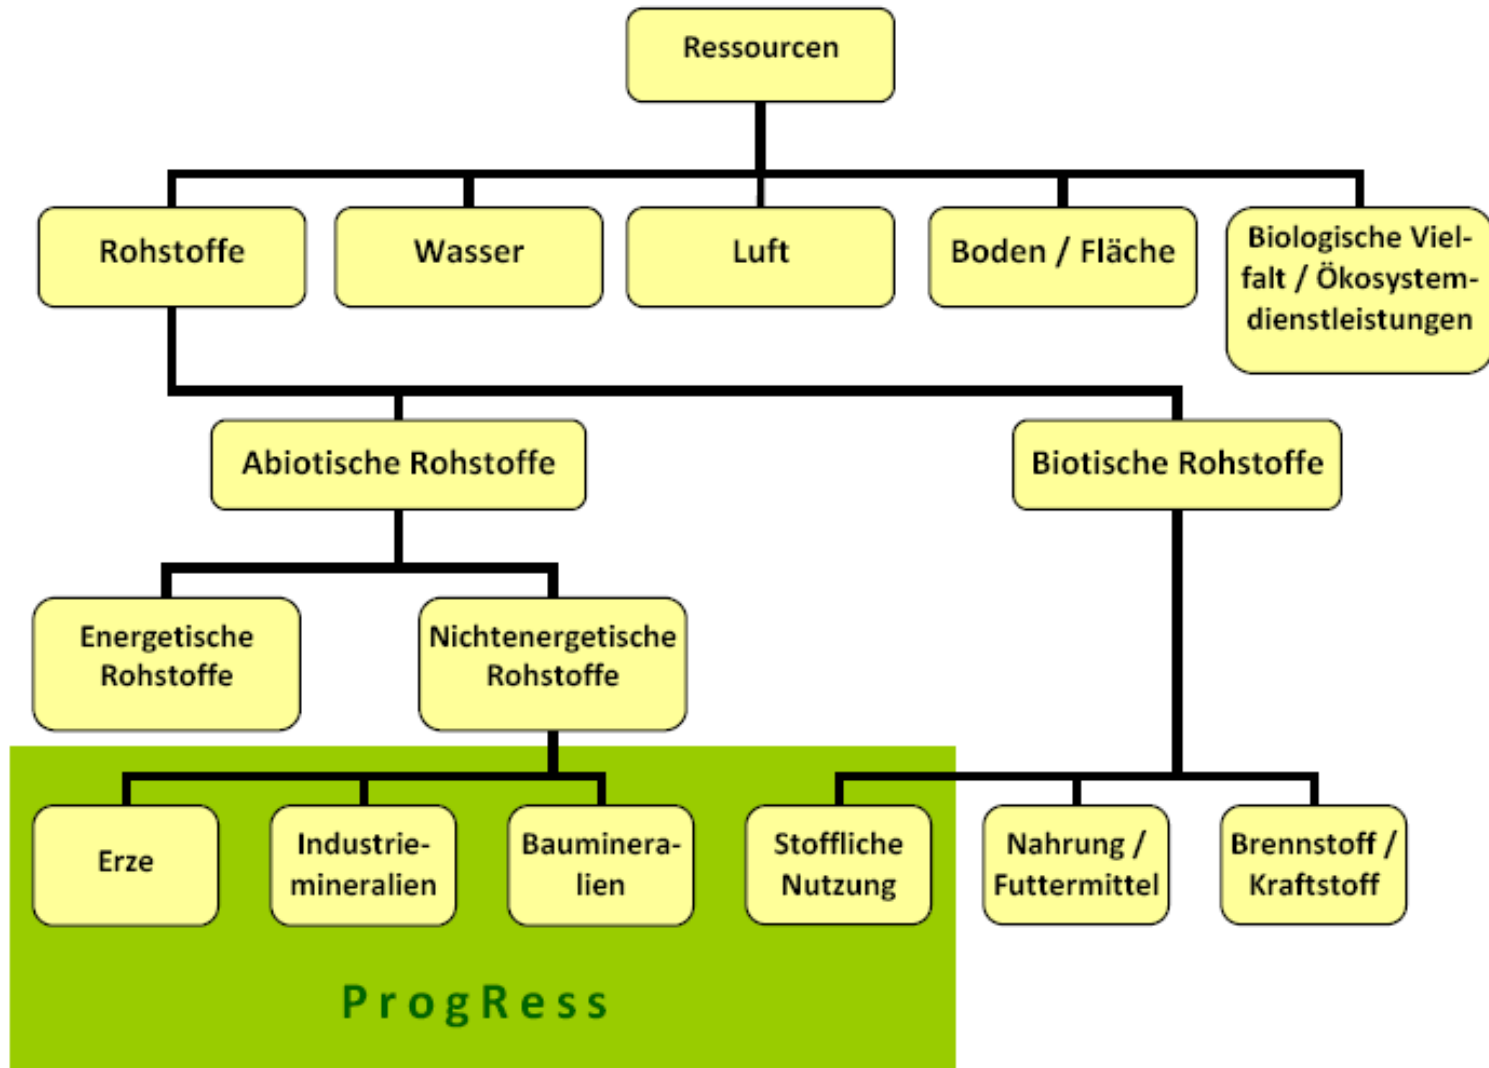 Ressourcen
Rohstoffe
Wasser
Luft
Boden / Fläche
Biologische Viel-
falt / Ökosystem-
dienstleistungen
Abiotische Rohstoffe
Biotische Rohstoffe
Energetische
Rohstoffe
Nichtenergetische
Rohstoffe
Erze
Industrie-
mineralien
Baumineral-
lien
Stoffliche
Nutzung
Nahrung /
Futtermittel
Brennstoff /
Kraftstoff
ProgRess